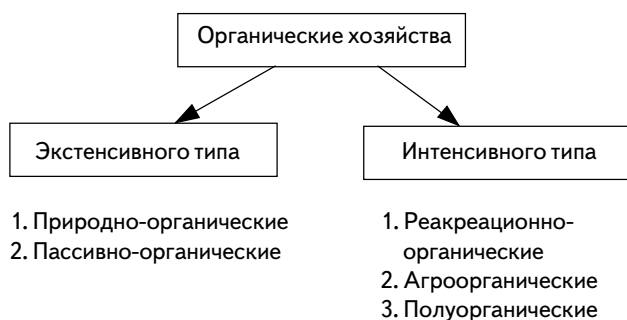 Органические хозяйства
Экстенсивного типа
Интенсивного типа
1. Природно-органические
2. Пассивно-органические
1. Реакреационно-
органические
2. Агроорганические
3. Полуорганические